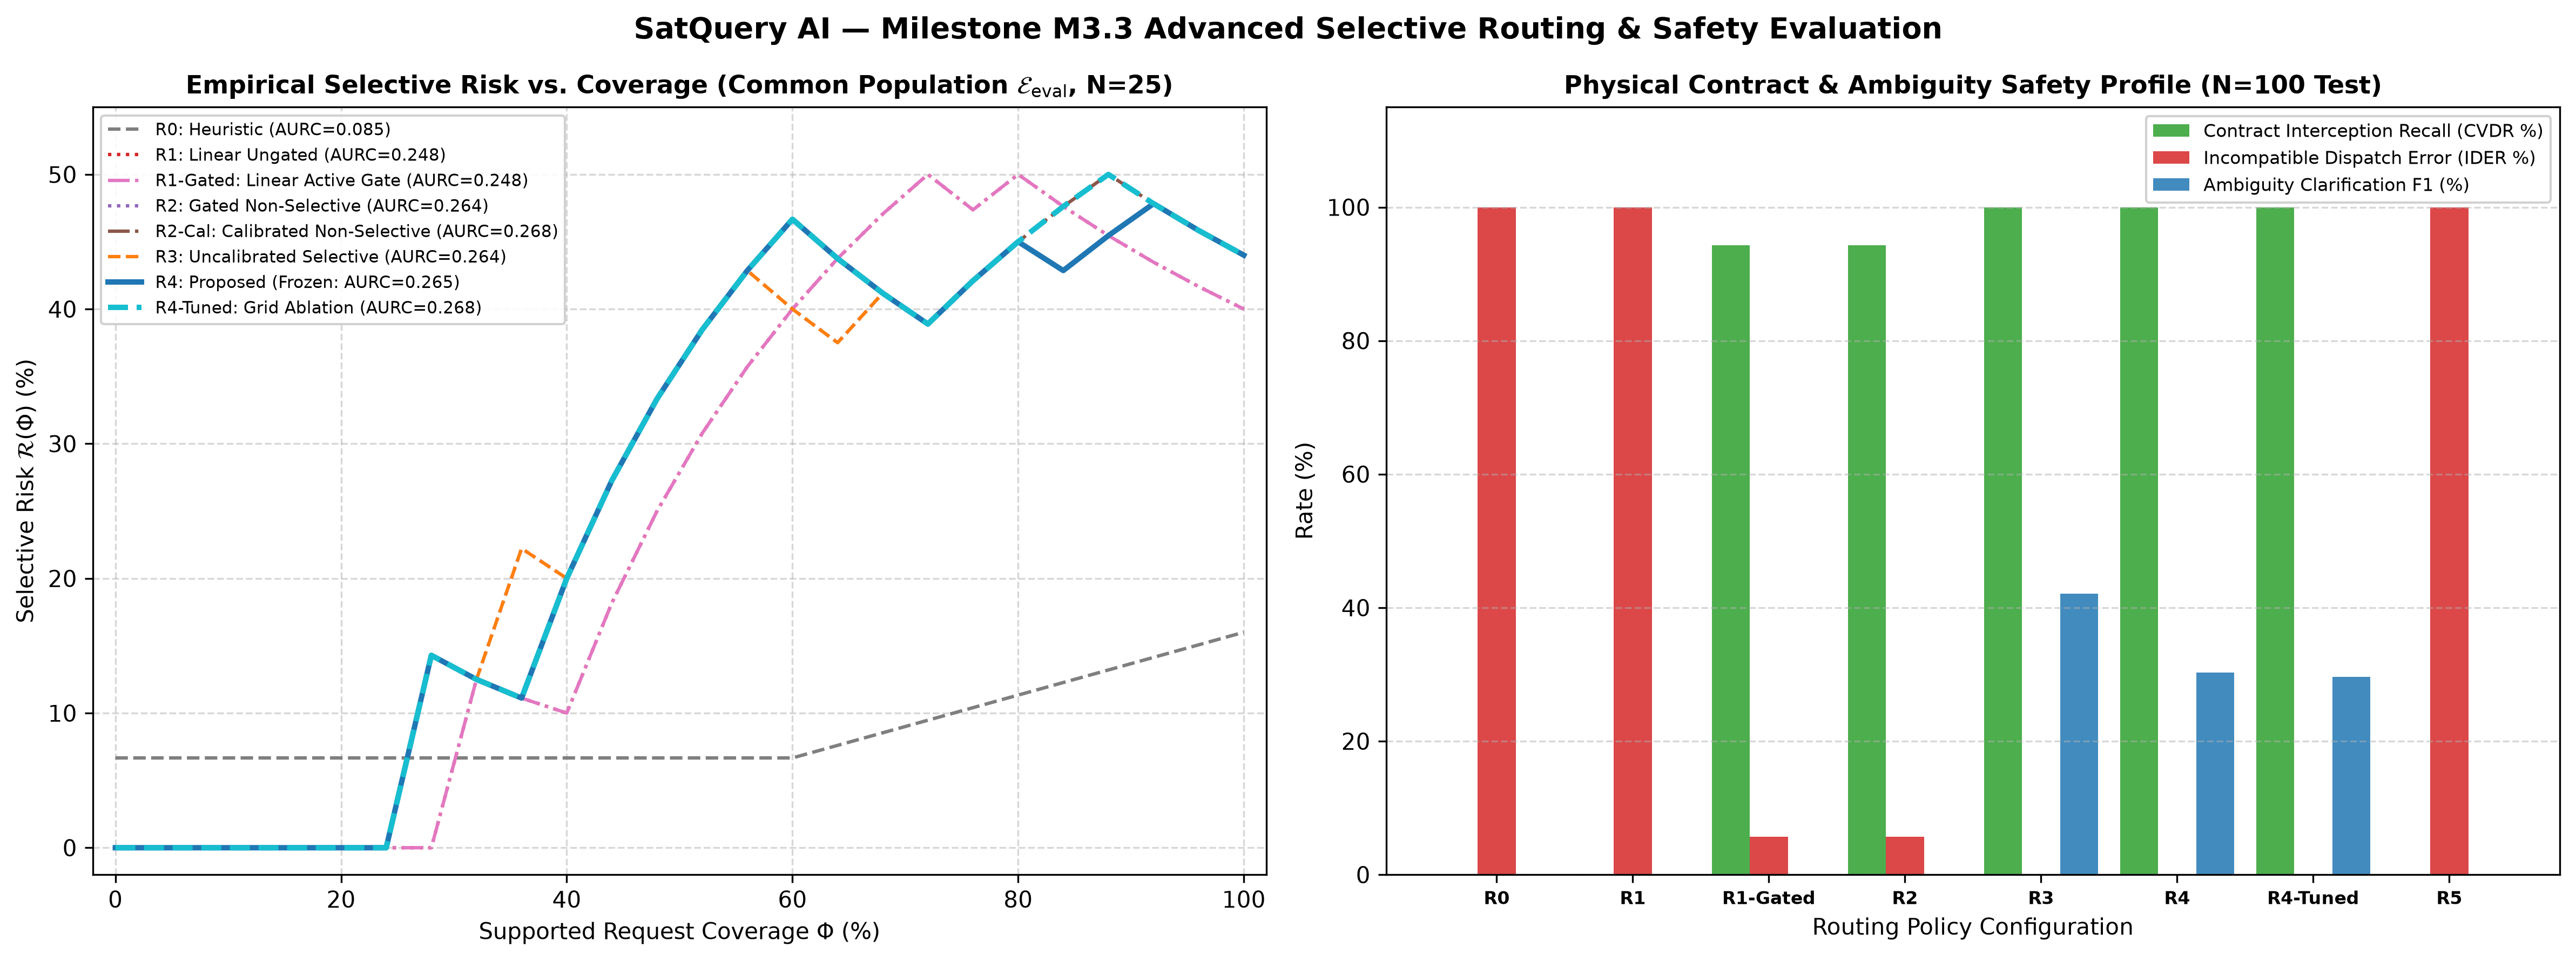 SatQuery AI — Milestone M3.3 Advanced Selective Routing & Safety Evaluation
Empirical Selective Risk vs. Coverage (Common Population ℰeval, N=25)
R0: Heuristic (AURC=0.085)
R1: Linear Ungated (AURC=0.248)
R1-Gated: Linear Active Gate (AURC=0.248)
R2: Gated Non-Selective (AURC=0.264)
R2-Cal: Calibrated Non-Selective (AURC=0.268)
R3: Uncalibrated Selective (AURC=0.264)
R4: Proposed (Frozen: AURC=0.265)
R4-Tuned: Grid Ablation (AURC=0.268)
Selective Risk ℛ(Φ) (%)
50
40
30
20
10
0
0 20 40 60 80 100
Supported Request Coverage Φ (%)
Physical Contract & Ambiguity Safety Profile (N=100 Test)
Contract Interception Recall (CVDR %)
Incompatible Dispatch Error (IDER %)
Ambiguity Clarification F1 (%)
Rate (%)
100
80
60
40
20
0
R0 R1 R1-Gated R2 R3 R4 R4-Tuned R5
Routing Policy Configuration